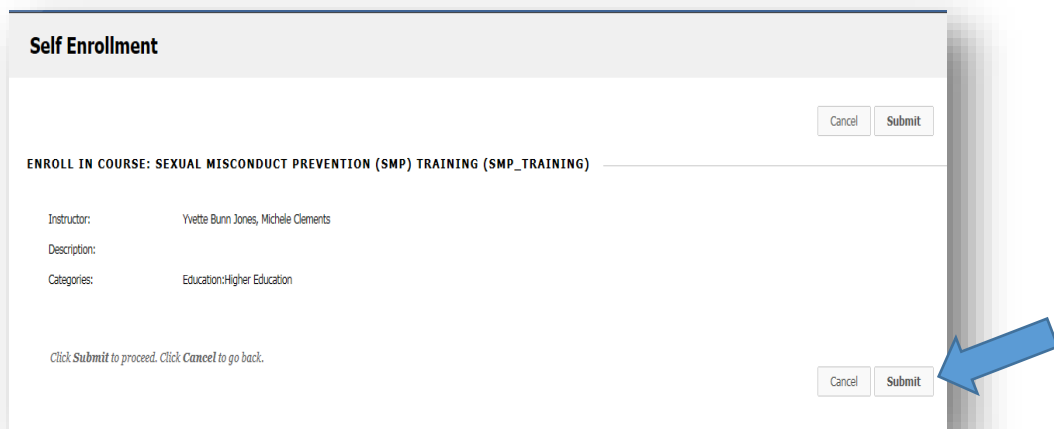 Self Enrollment
Cancel Submit
ENROLL IN COURSE: SEXUAL MISCONDUCT PREVENTION (SMP) TRAINING (SMP_TRAINING)
Instructor: Yvette Bunn Jones, Michele Clements
Description:
Categories: Education:Higher Education
Click Submit to proceed. Click Cancel to go back.
Cancel Submit